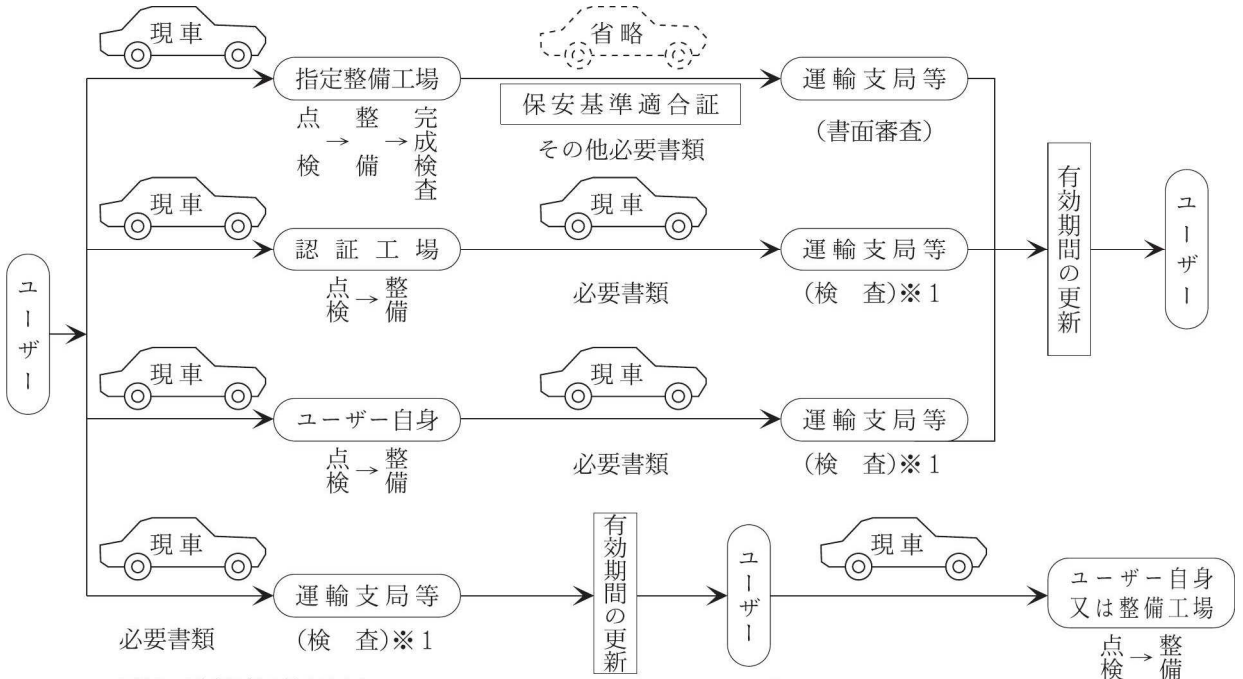 ユーザー
現車
指定整備工場
点検→整備→完成検査
省略
保安基準適合証
その他必要書類
運輸支局等
(書面審査)
現車
認証工場
点検→整備
現車
必要書類
運輸支局等
(検 査)※1
現車
ユーザー自身
点検→整備
現車
必要書類
運輸支局等
(検 査)※1
有効期間の更新
ユーザー
現車
必要書類
運輸支局等
(検 査)※1
有効期間の更新
ユーザー
現車
ユーザー自身
又は整備工場
点検→整備